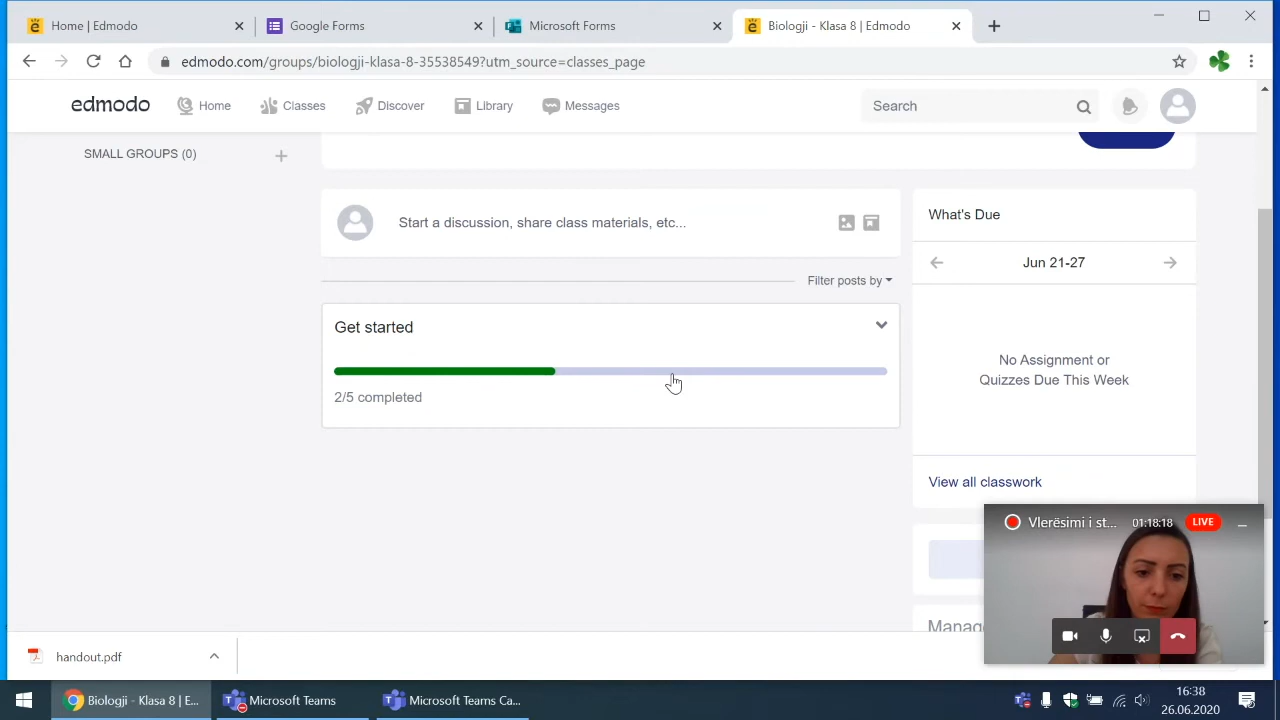 Home | Edmodo
Google Forms
Microsoft Forms
Biologji - Klasa 8 | Edmodo
edmodo.com/groups/biologji-klasa-8-35538549?utm_source=classes_page
edmodo
Home
Classes
Discover
Library
Messages
Search
SMALL GROUPS (0)
Start a discussion, share class materials, etc...
Filter posts by
Get started
2/5 completed
What's Due
Jun 21-27
No Assignment or
Quizzes Due This Week
View all classwork
Vlerësimi i st...
01:18:18
LIVE
handout.pdf
Biologji - Klasa 8 | E...
Microsoft Teams
Microsoft Teams Ca...
16:38
26.06.2020